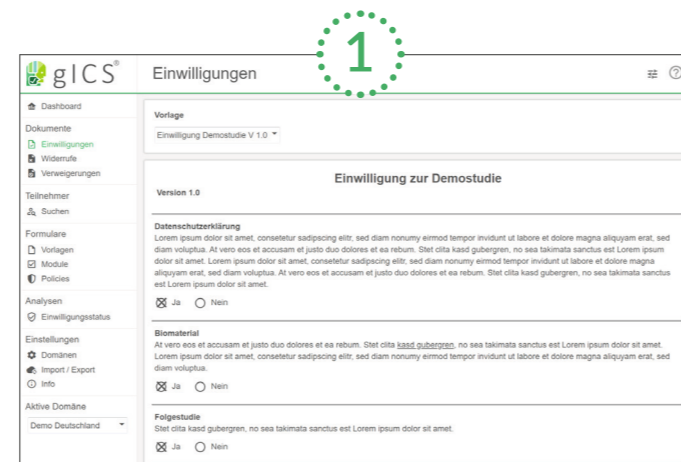 1
gICS®
Einwilligungen
Dashboard
Dokumente
Einwilligungen
Widerrufe
Verweigerungen
Teilnehmer
Suchen
Formulare
Vorlagen
Module
Policies
Analysen
Einwilligungsstatus
Einstellungen
Domänen
Import / Export
Info
Aktive Domäne
Demo Deutschland
Vorlage
Einwilligung Demostudie V 1.0
Einwilligung zur Demostudie
Version 1.0
Datenschutzerklärung
Lorem ipsum dolor sit amet, consetetur sadipscing elitr, sed diam nonumy eirmod tempor invidunt ut labore et dolore magna aliquyam erat, sed
diam voluptua. At vero eos et accusam et justo duo dolores et ea rebum. Stet clita kasd gubergren, no sea takimata sanctus est Lorem ipsum
dolor sit amet. Lorem ipsum dolor sit amet, consetetur sadipscing elitr, sed diam nonumy eirmod tempor invidunt ut labore et dolore magna
aliquyam erat, sed diam voluptua. At vero eos et accusam et justo duo dolores et ea rebum. Stet clita kasd gubergren, no sea takimata sanctus
est Lorem ipsum dolor sit amet.
Ja Nein
Biomaterial
At vero eos et accusam et justo duo dolores et ea rebum. Stet clita kasd gubergren, no sea takimata sanctus est Lorem ipsum dolor sit amet.
Lorem ipsum dolor sit amet, consetetur sadipscing elitr, sed diam nonumy eirmod tempor invidunt ut labore et dolore magna aliquyam erat, sed
diam voluptua.
Ja Nein
Folgestudie
Stet clita kasd gubergren, no sea takimata sanctus est Lorem ipsum dolor sit amet.
Ja Nein